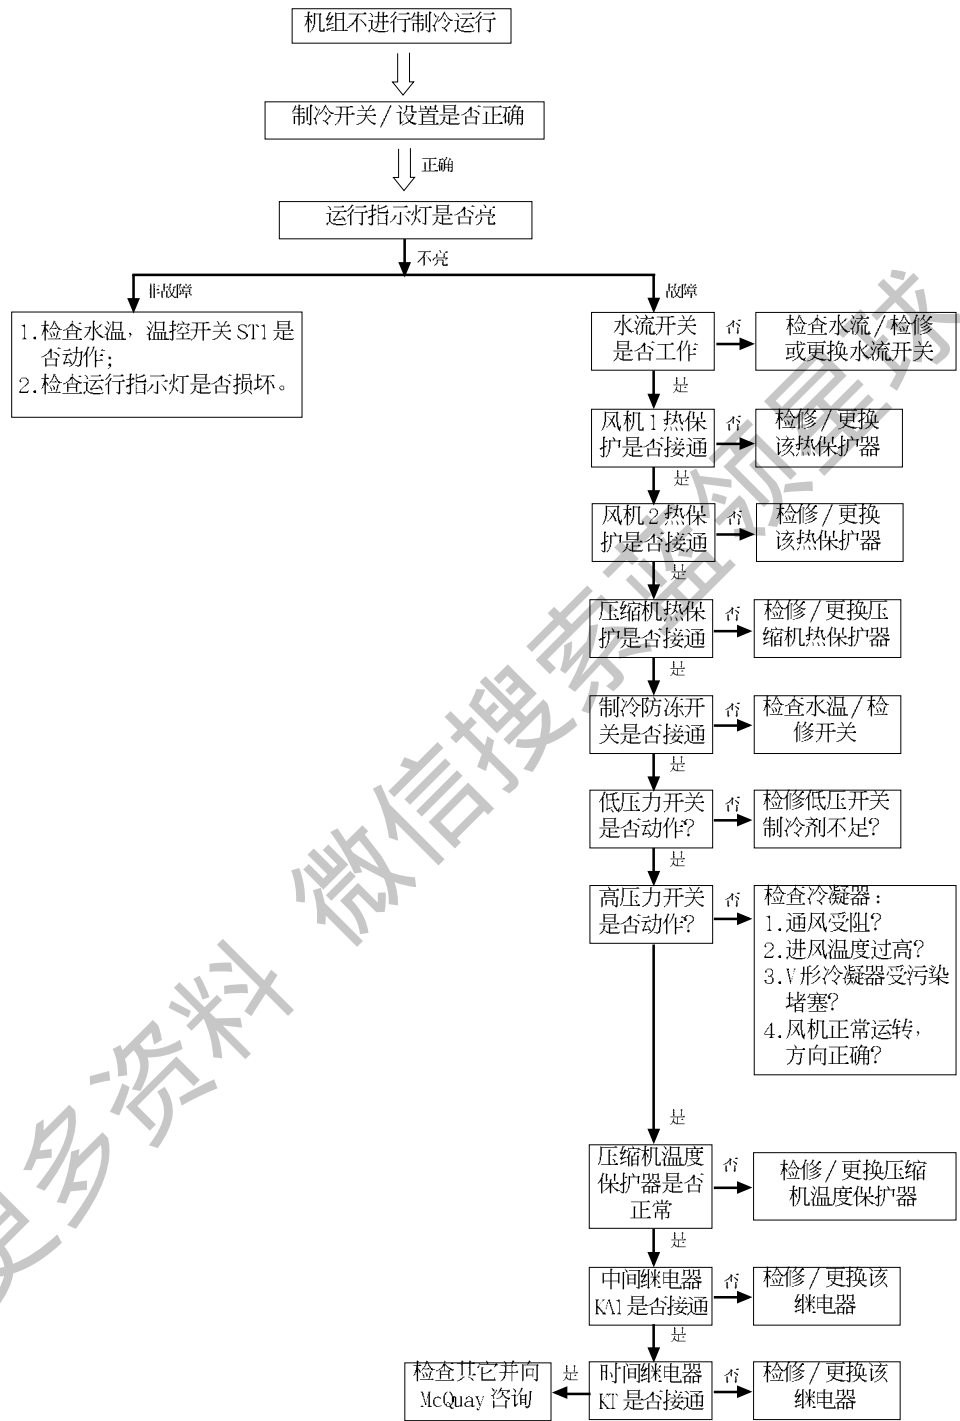 机组不进行制冷运行
制冷开关/设置是否正确
正确
运行指示灯是否亮
不亮
非故障
故障
1.检查水温，温控开关ST1是
否动作；
2.检查运行指示灯是否损坏。
水流开关
是否工作
否
检查水流/检修
或更换水流开关
是
风机1热保
护是否接通
否
检修/更换
该热保护器
是
风机2热保
护是否接通
否
检修/更换
该热保护器
是
压缩机热保
护是否接通
否
检修/更换压
缩机热保护器
是
制冷防冻开
关是否接通
否
检查水温/检
修开关
是
低压力开关
是否动作?
否
检修低压开关
制冷剂不足?
是
高压力开关
是否动作?
否
检查冷凝器：
1.通风受阻?
2.进风温度过高?
3.V形冷凝器受污染
堵塞?
4.风机正常运转，
方向正确?
是
压缩机温度
保护器是否
正常
否
检修/更换压缩
机温度保护器
是
中间继电器
KA1是否接通
否
检修/更换该
继电器
是
时间继电器
KT是否接通
否
检修/更换该
继电器
是
检查其它并向
McQuay咨询
更多资料 微信搜索蓝领星球